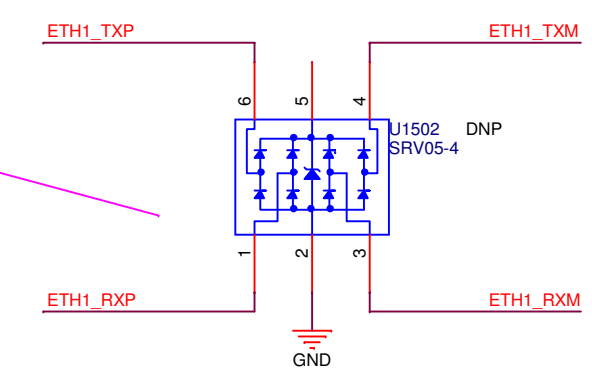 ETH1_TXP
ETH1_TXM
6
5
4
U1502 DNP
SRV05-4
1
2
3
ETH1_RXP
ETH1_RXM
GND